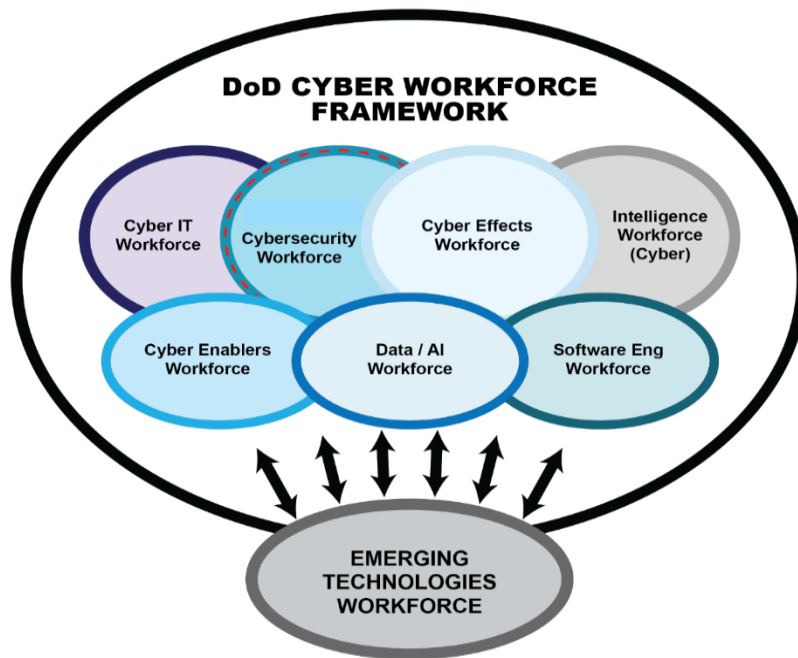 DoD CYBER WORKFORCE
FRAMEWORK
Cyber IT
Workforce
Cybersecurity
Workforce
Cyber Effects
Workforce
Intelligence
Workforce
(Cyber)
Cyber Enablers
Workforce
Data / AI
Workforce
Software Eng
Workforce
EMERGING
TECHNOLOGIES
WORKFORCE